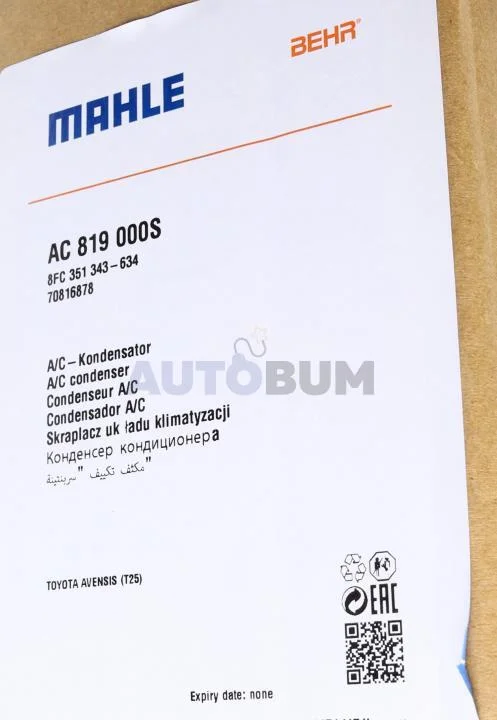 BEHR®
MAHLE
AC 819 000S
8FC 351 343-634
70816878
A/C-Kondensator
A/C condenser
Condenseur A/C
Condensador A/C
Skraplacz uk ładu klimatyzacji
Конденсер кондиционера
مكثف تكييف "سربنتينة"
AUTOBUM
TOYOTA AVENSIS (T25)
EAC
Expiry date: none